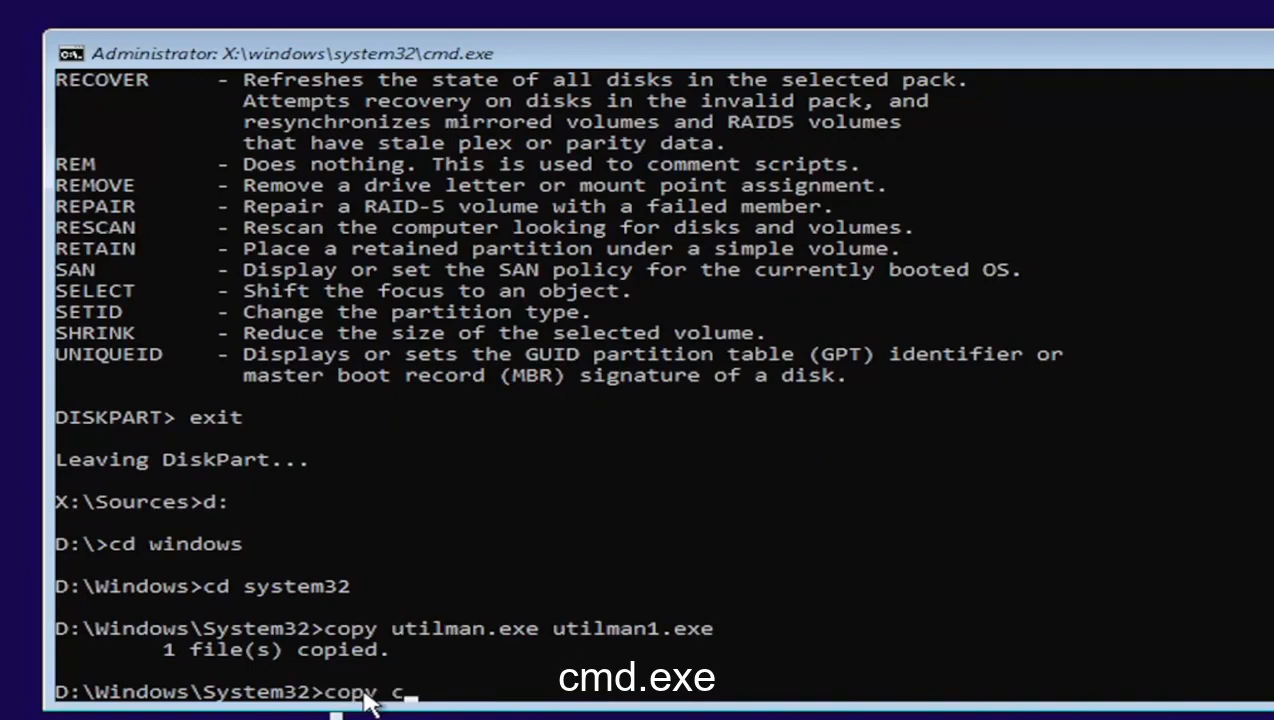 Administrator: X:\windows\system32\cmd.exe
RECOVER - Refreshes the state of all disks in the selected pack.
Attempts recovery on disks in the invalid pack, and
resynchronizes mirrored volumes and RAID5 volumes
that have stale plex or parity data.
REM - Does nothing. This is used to comment scripts.
REMOVE - Remove a drive letter or mount point assignment.
REPAIR - Repair a RAID-5 volume with a failed member.
RESCAN - Rescan the computer looking for disks and volumes.
RETAIN - Place a retained partition under a simple volume.
SAN - Display or set the SAN policy for the currently booted OS.
SELECT - Shift the focus to an object.
SETID - Change the partition type.
SHRINK - Reduce the size of the selected volume.
UNIQUEID - Displays or sets the GUID partition table (GPT) identifier or
master boot record (MBR) signature of a disk.
DISKPART> exit
Leaving DiskPart...
X:\Sources>d:
D:\>cd windows
D:\Windows>cd system32
D:\Windows\System32>copy utilman.exe utilman1.exe
1 file(s) copied.
cmd.exe
D:\Windows\System32>copy c_